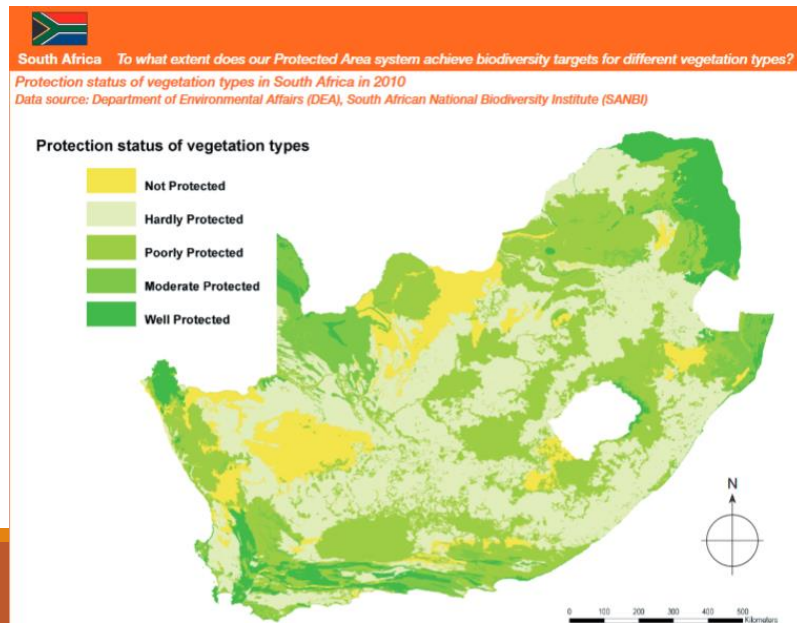 South Africa To what extent does our Protected Area system achieve biodiversity targets for different vegetation types?
Protection status of vegetation types in South Africa in 2010
Data source: Department of Environmental Affairs (DEA), South African National Biodiversity Institute (SANBI)
Protection status of vegetation types
Not Protected
Hardly Protected
Poorly Protected
Moderate Protected
Well Protected
N
0 100 200 300 400 500
Kilometers